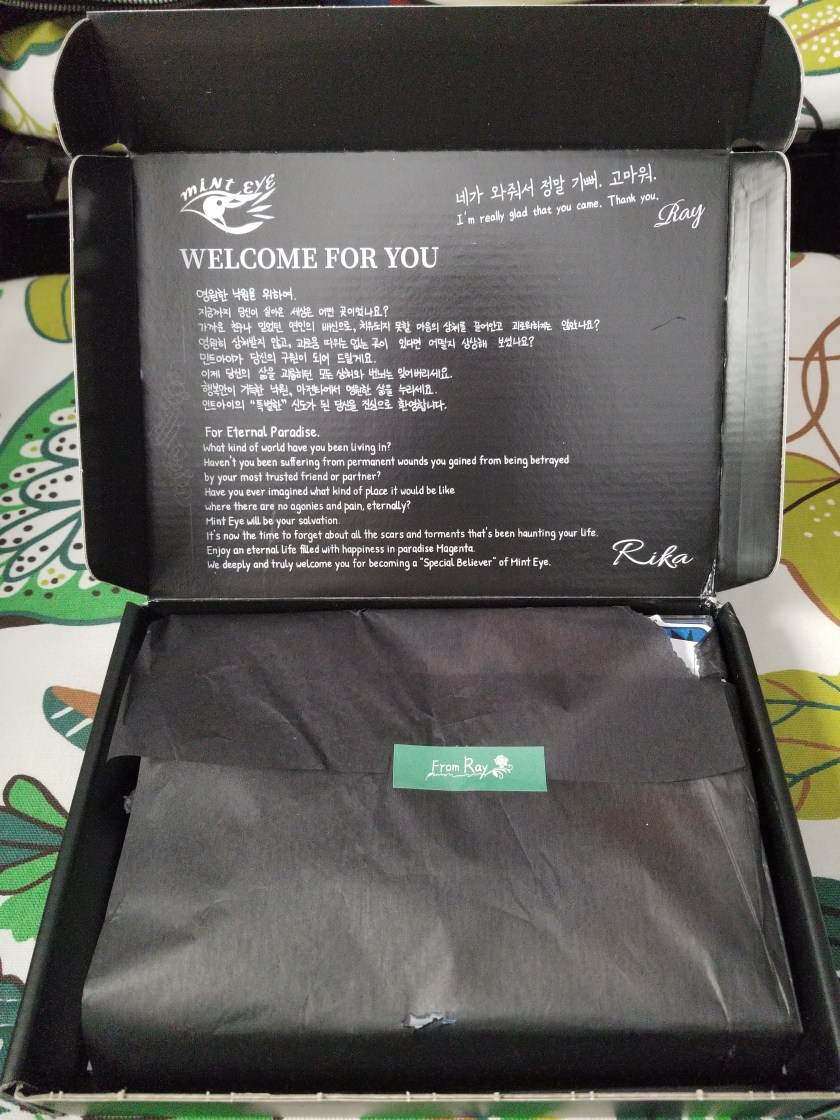 mINT EYE
네가 와줘서 정말 기뻐. 고마워.
I'm really glad that you came. Thank you.
Ray
WELCOME FOR YOU
영원한 낙원을 위하여.
지금까지 당신이 살아온 세상은 어떤 곳이었나요?
가까운 친구나 믿었던 연인의 배신으로, 치유되지 못할 마음의 상처를 끌어안고 괴로워하지는 않았나요?
영원히 상처받지 않고, 괴로움 따위는 없는 곳이 있다면 어떨지 상상해 보셨나요?
민트아이가 당신의 구원이 되어 드릴게요.
이제 당신의 삶을 괴롭히던 모든 상처와 번뇌는 잊어버리세요.
행복만이 가득한 낙원, 마젠타에서 영원한 삶을 누리세요.
민트아이의 "특별한" 신도가 된 당신을 진심으로 환영합니다.
For Eternal Paradise.
What kind of world have you been living in?
Haven't you been suffering from permanent wounds you gained from being betrayed
by your most trusted friend or partner?
Have you ever imagined what kind of place it would be like
where there are no agonies and pain, eternally?
Mint Eye will be your salvation.
It's now the time to forget about all the scars and torments that's been haunting your life.
Enjoy an eternal life filled with happiness in paradise Magenta.
We deeply and truly welcome you for becoming a "Special Believer" of Mint Eye.
Rika
From Ray